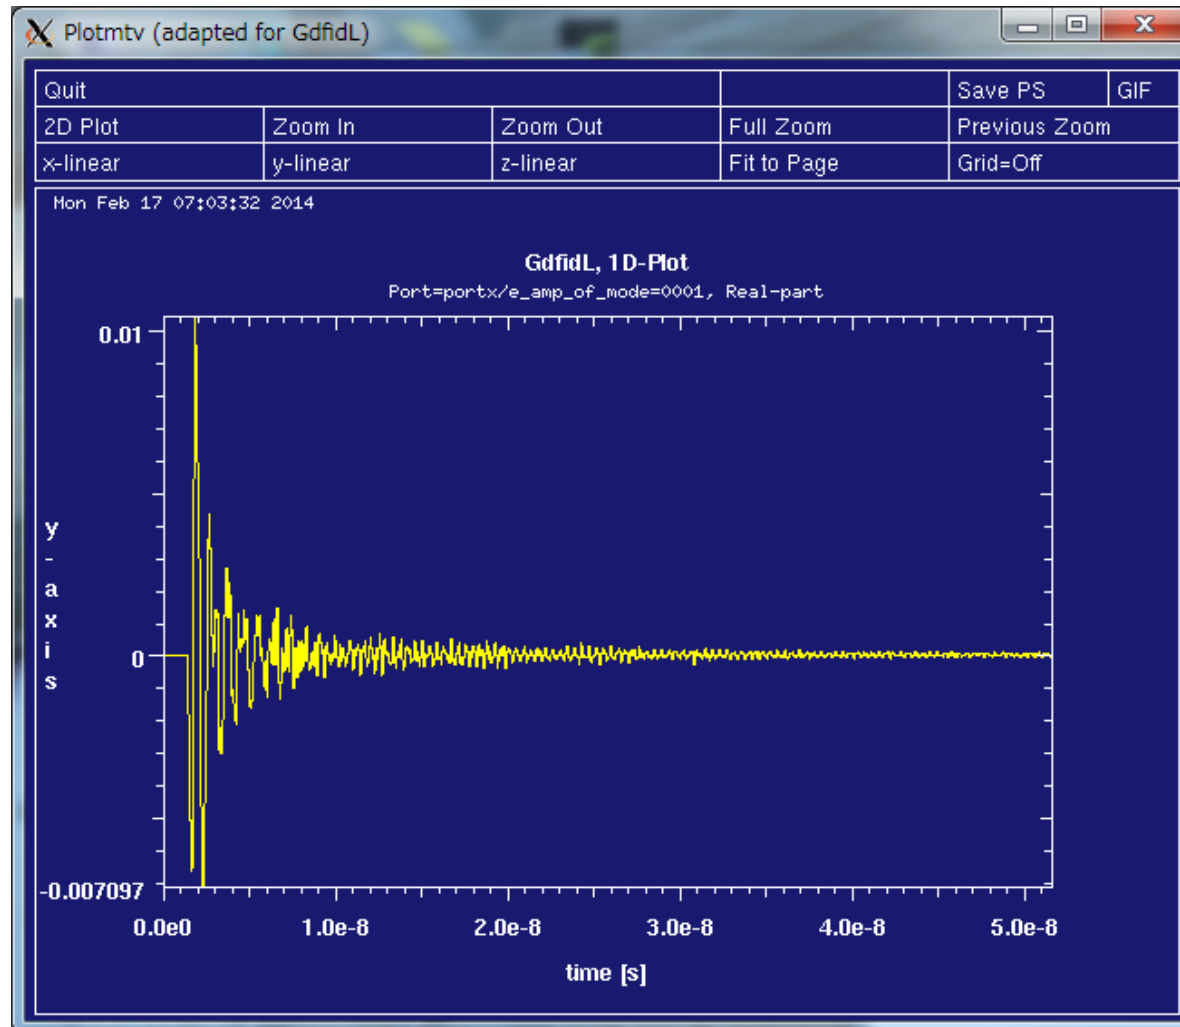 Plotmtv (adapted for GdfidL)
Quit Save PS GIF
2D Plot Zoom In Zoom Out Full Zoom Previous Zoom
x-linear y-linear z-linear Fit to Page Grid=Off
Mon Feb 17 07:03:32 2014
GdfidL, 1D-Plot
Port=portx/e_amp_of_mode=0001, Real-part
0.01
y-axis
0
-0.007097
0.0e0 1.0e-8 2.0e-8 3.0e-8 4.0e-8 5.0e-8
time [s]